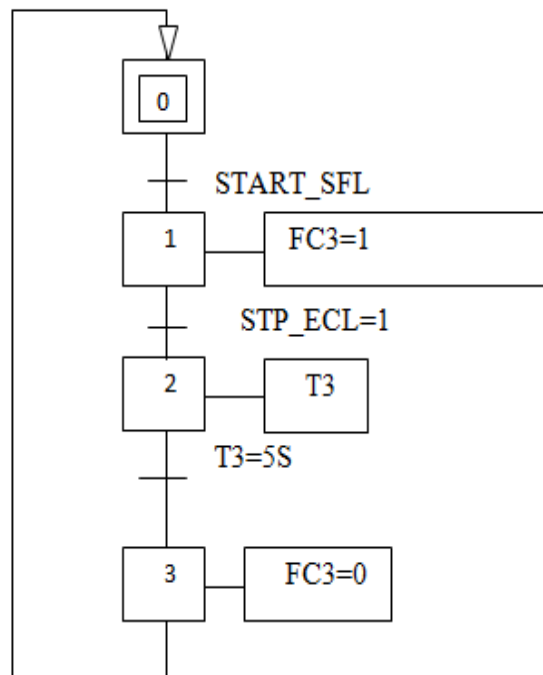 0
START_SFL
1
FC3=1
STP_ECL=1
2
T3
T3=5S
3
FC3=0